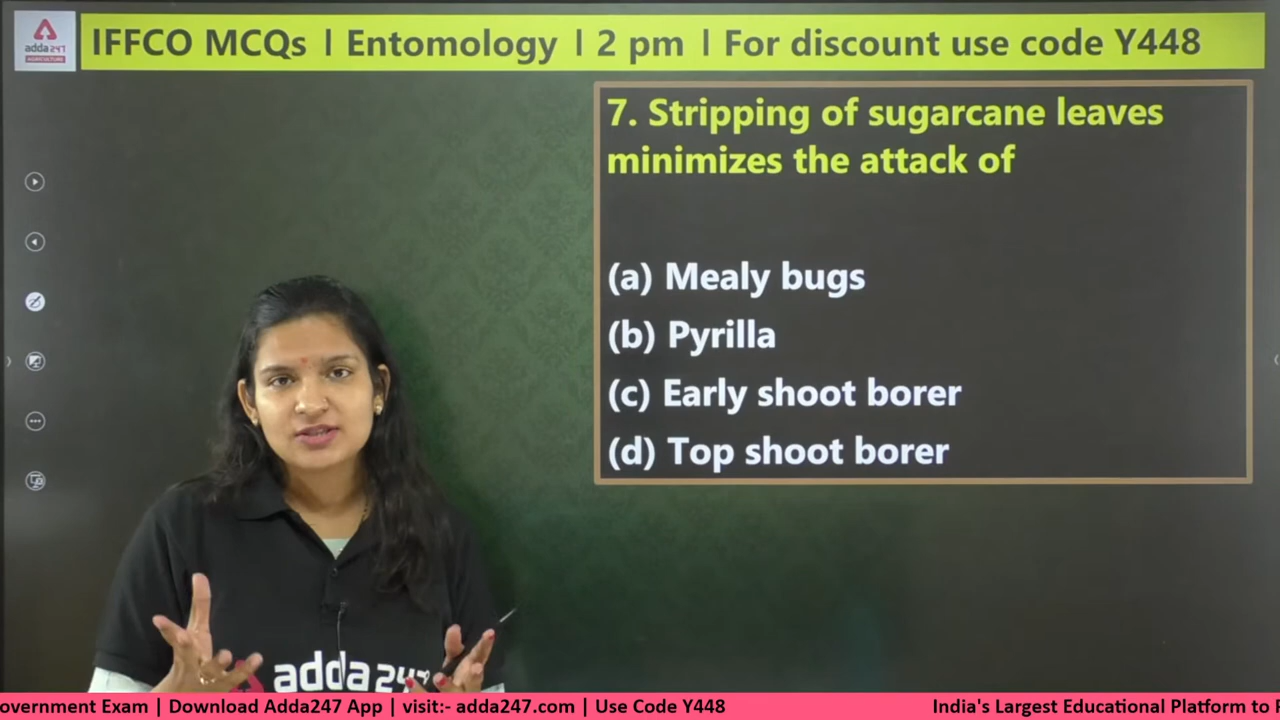 adda247
AGRICULTURE
IFFCO MCQs I Entomology I 2 pm I For discount use code Y448
7. Stripping of sugarcane leaves
minimizes the attack of
(a) Mealy bugs
(b) Pyrilla
(c) Early shoot borer
(d) Top shoot borer
adda247
overnment Exam | Download Adda247 App | visit:- adda247.com | Use Code Y448
India's Largest Educational Platform to